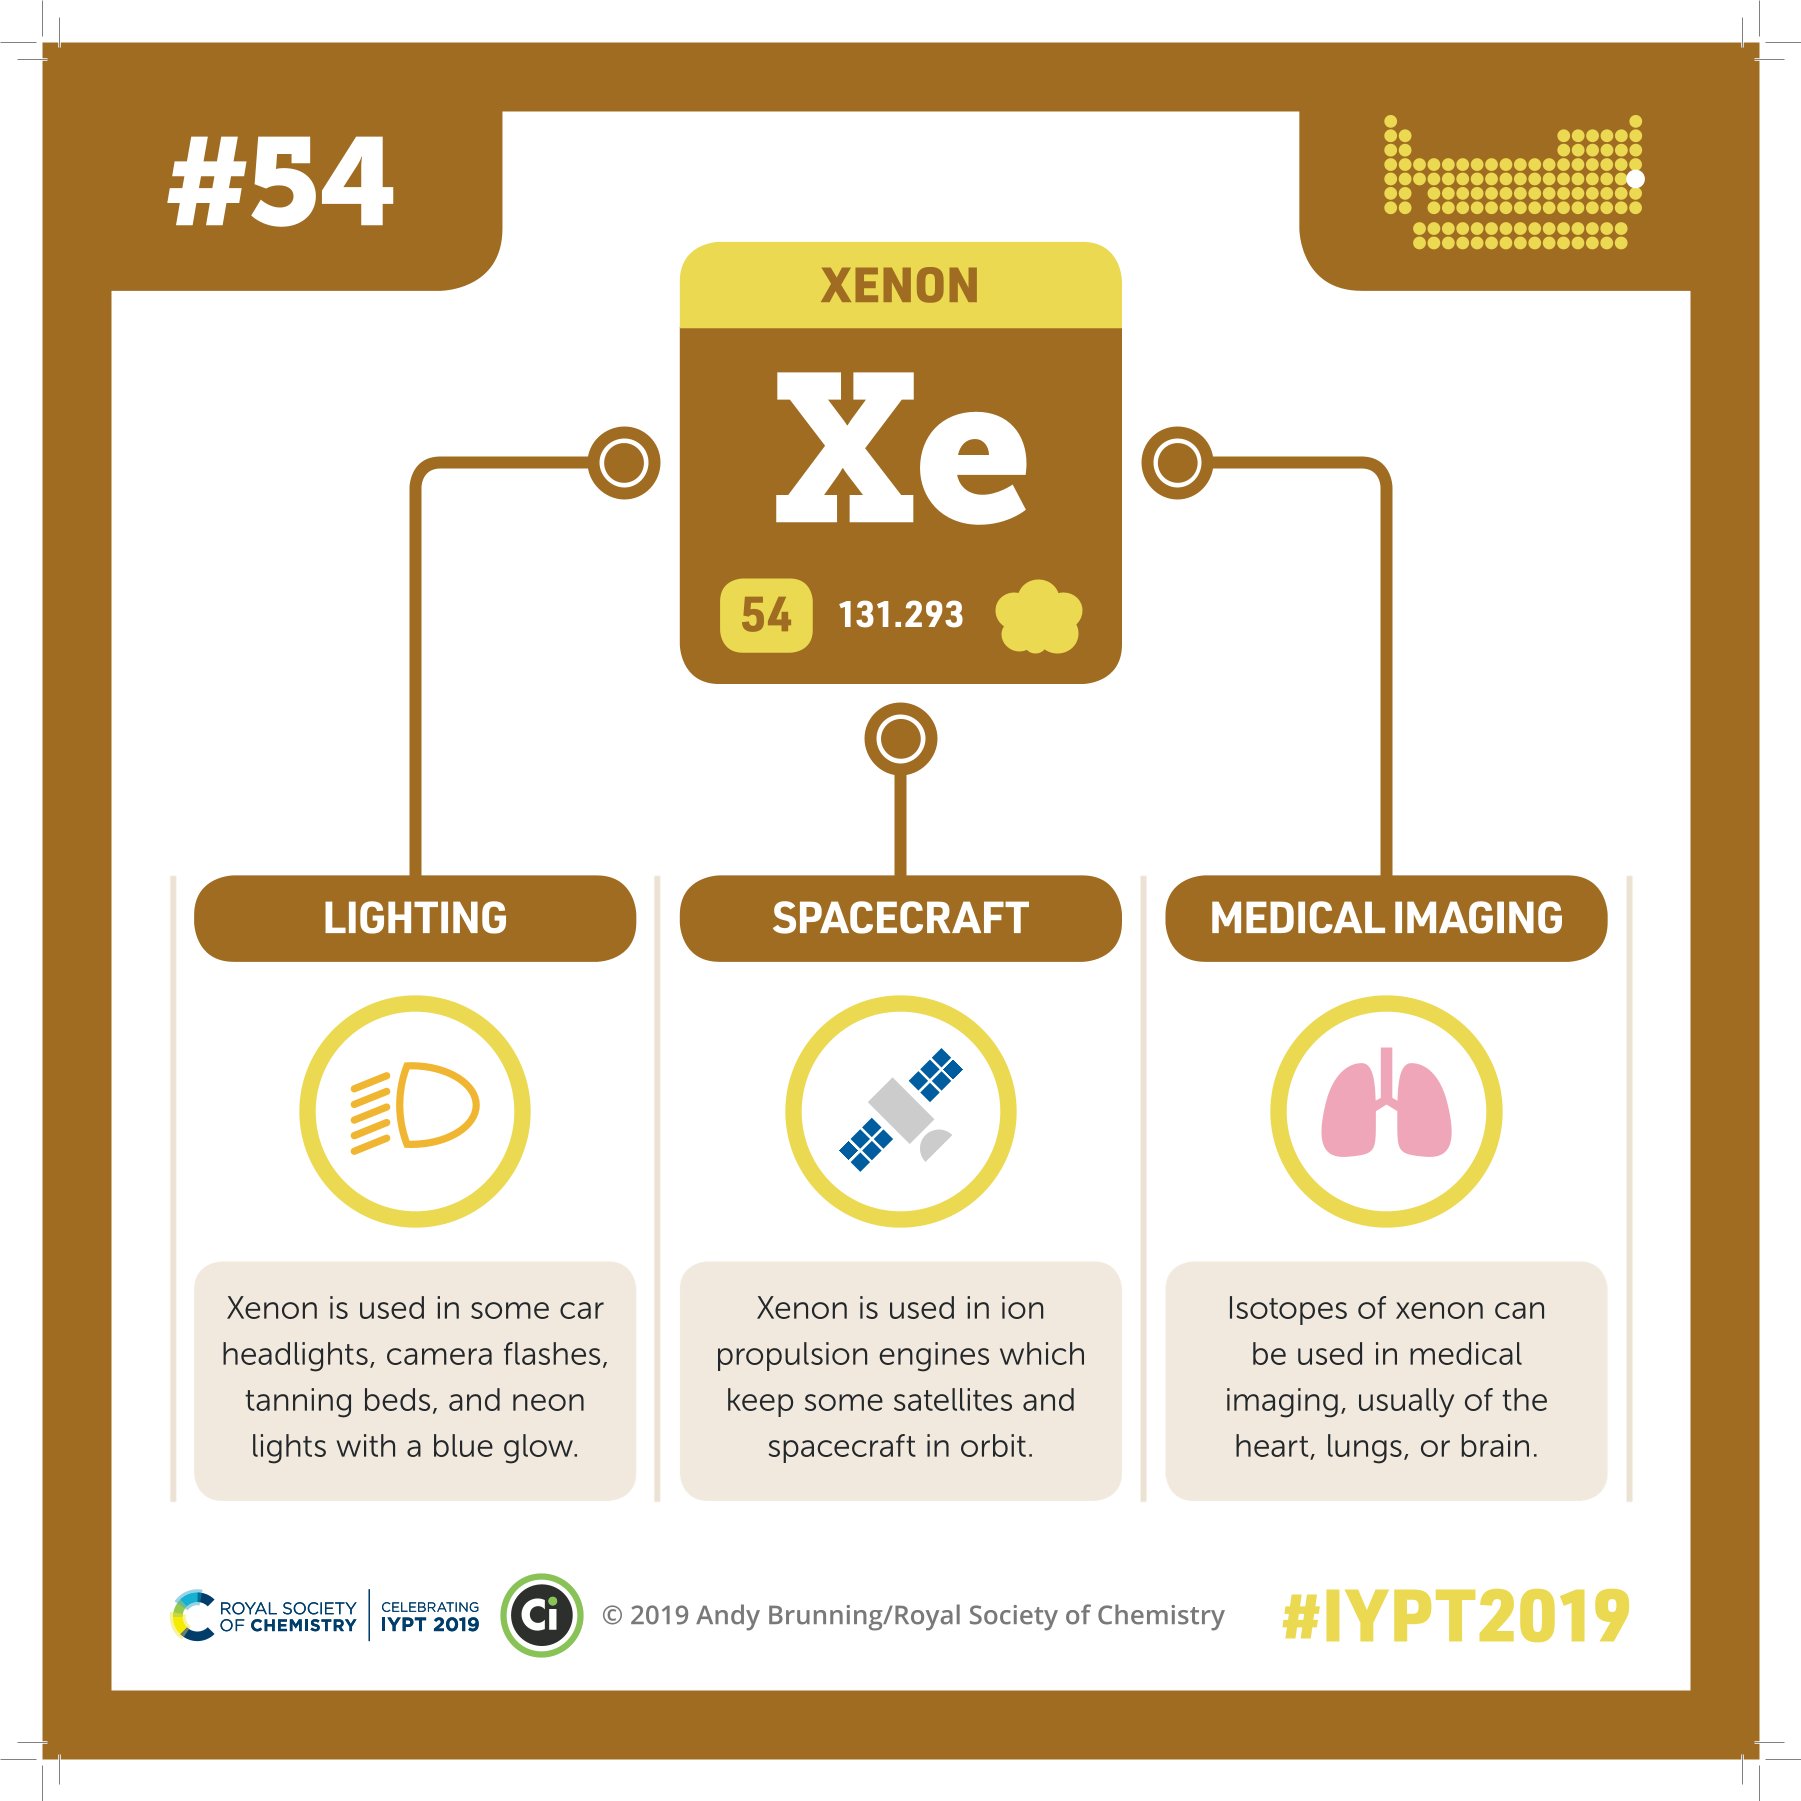 #54
XENON
Xe
54 131.293
LIGHTING
Xenon is used in some car
headlights, camera flashes,
tanning beds, and neon
lights with a blue glow.
SPACECRAFT
Xenon is used in ion
propulsion engines which
keep some satellites and
spacecraft in orbit.
MEDICAL IMAGING
Isotopes of xenon can
be used in medical
imaging, usually of the
heart, lungs, or brain.
ROYAL SOCIETY
OF CHEMISTRY
CELEBRATING
IYPT 2019
Ci
© 2019 Andy Brunning/Royal Society of Chemistry
#IYPT2019